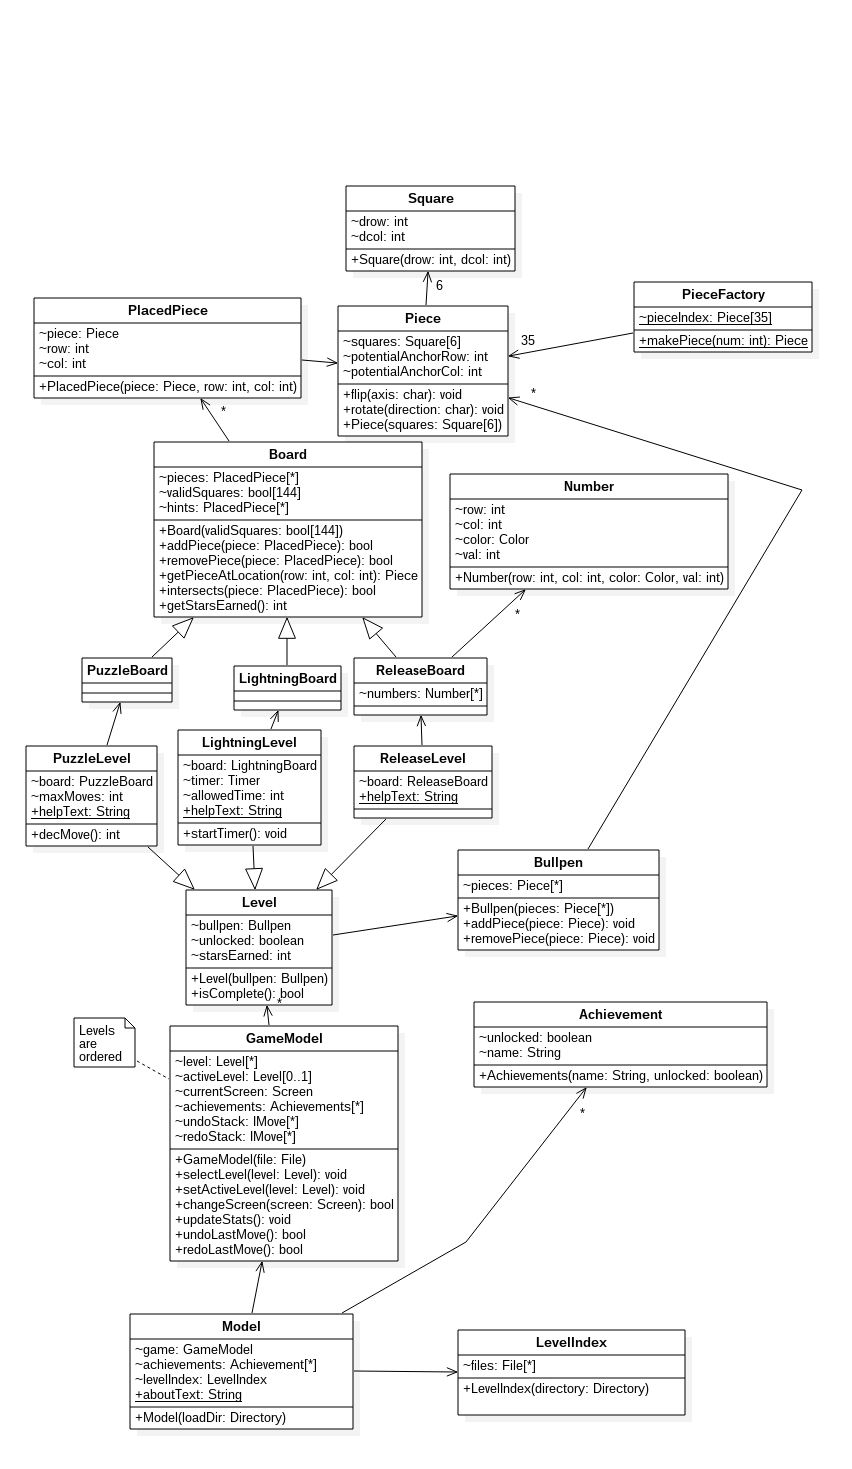 Square
~drow: int
~dcol: int
+Square(drow: int, dcol: int)
6
PieceFactory
~pieceIndex: Piece[35]
+makePiece(num: int): Piece
35
PlacedPiece
~piece: Piece
~row: int
~col: int
+PlacedPiece(piece: Piece, row: int, col: int)
*
Piece
~squares: Square[6]
~potentialAnchorRow: int
~potentialAnchorCol: int
+flip(axis: char): void
+rotate(direction: char): void
+Piece(squares: Square[6])
*
Board
~pieces: PlacedPiece[*]
~validSquares: bool[144]
~hints: PlacedPiece[*]
+Board(validSquares: bool[144])
+addPiece(piece: PlacedPiece): bool
+removePiece(piece: PlacedPiece): bool
+getPieceAtLocation(row: int, col: int): Piece
+intersects(piece: PlacedPiece): bool
+getStarsEarned(): int
Number
~row: int
~col: int
~color: Color
~val: int
+Number(row: int, col: int, color: Color, val: int)
*
PuzzleBoard
LightningBoard
ReleaseBoard
~numbers: Number[*]
PuzzleLevel
~board: PuzzleBoard
~maxMoves: int
+helpText: String
+decMove(): int
LightningLevel
~board: LightningBoard
~timer: Timer
~allowedTime: int
+helpText: String
+startTimer(): void
ReleaseLevel
~board: ReleaseBoard
+helpText: String
Bullpen
~pieces: Piece[*]
+Bullpen(pieces: Piece[*])
+addPiece(piece: Piece): void
+removePiece(piece: Piece): void
Level
~bullpen: Bullpen
~unlocked: boolean
~starsEarned: int
+Level(bullpen: Bullpen)
+isComplete(): bool
*
Levels
are
ordered
GameModel
~level: Level[*]
~activeLevel: Level[0..1]
~currentScreen: Screen
~achievements: Achievements[*]
~undoStack: IMove[*]
~redoStack: IMove[*]
+GameModel(file: File)
+selectLevel(level: Level): void
+setActiveLevel(level: Level): void
+changeScreen(screen: Screen): bool
+updateStats(): void
+undoLastMove(): bool
+redoLastMove(): bool
Achievement
~unlocked: boolean
~name: String
+Achievements(name: String, unlocked: boolean)
*
Model
~game: GameModel
~achievements: Achievement[*]
~levelIndex: LevelIndex
+aboutText: String
+Model(loadDir: Directory)
LevelIndex
~files: File[*]
+LevelIndex(directory: Directory)